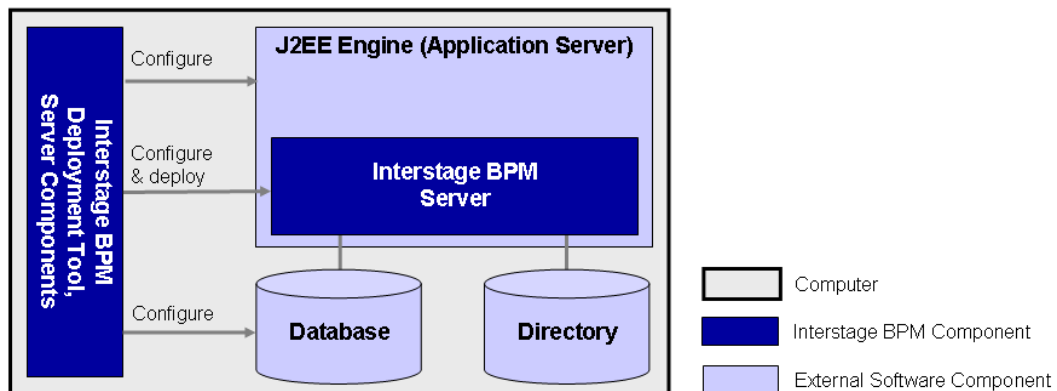 J2EE Engine (Application Server)
Configure
Interstage BPM
Deployment Tool,
Server Components
Configure
& deploy
Interstage BPM
Server
Configure
Database
Directory
Computer
Interstage BPM Component
External Software Component